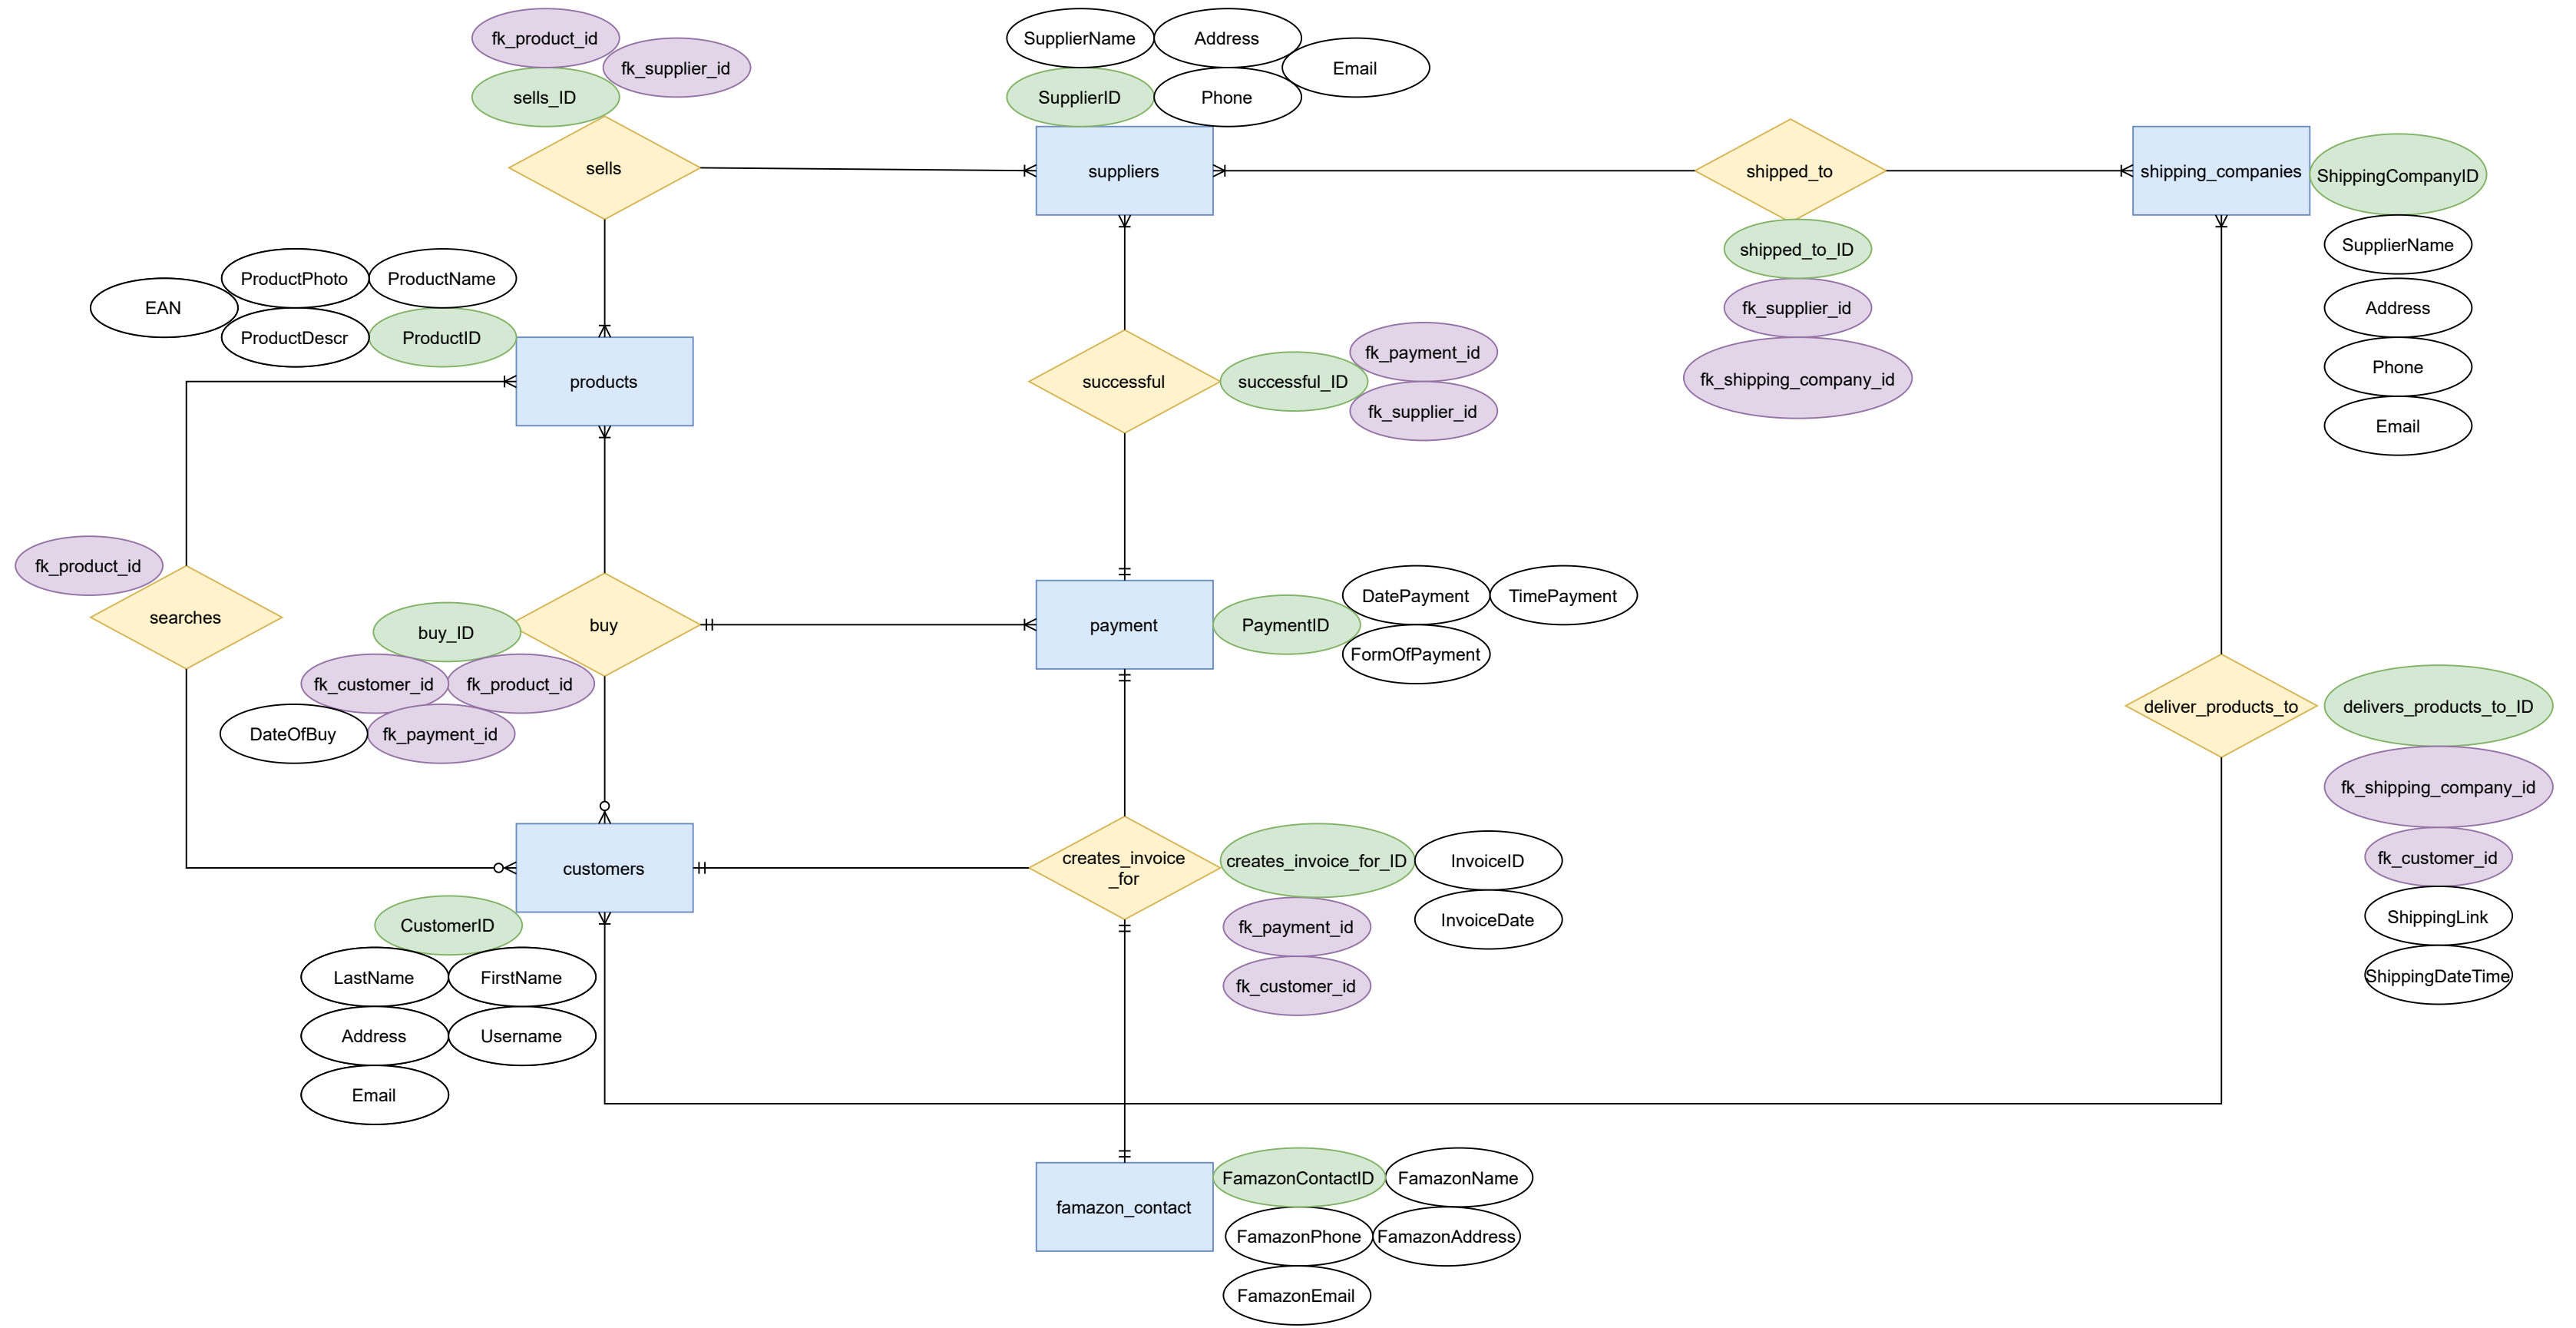 fk_product_id
fk_supplier_id
sells_ID
sells
SupplierName
Address
Email
SupplierID
Phone
suppliers
shipped_to
shipping_companies
ShippingCompanyID
shipped_to_ID
fk_supplier_id
fk_shipping_company_id
SupplierName
Address
Phone
Email
ProductPhoto
ProductName
EAN
ProductDescr
ProductID
products
successful
successful_ID
fk_payment_id
fk_supplier_id
fk_product_id
searches
buy_ID
buy
fk_customer_id
fk_product_id
DateOfBuy
fk_payment_id
payment
PaymentID
DatePayment
TimePayment
FormOfPayment
deliver_products_to
delivers_products_to_ID
fk_shipping_company_id
fk_customer_id
ShippingLink
ShippingDateTime
customers
creates_invoice
_for
creates_invoice_for_ID
InvoiceID
fk_payment_id
InvoiceDate
fk_customer_id
CustomerID
LastName
FirstName
Address
Username
Email
famazon_contact
FamazonContactID
FamazonName
FamazonPhone
FamazonAddress
FamazonEmail